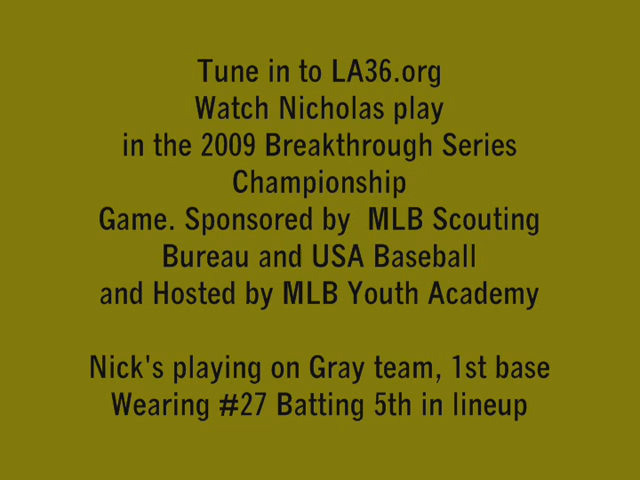 Tune in to LA36.org
Watch Nicholas play
in the 2009 Breakthrough Series
Championship
Game. Sponsored by  MLB Scouting
Bureau and USA Baseball
and Hosted by MLB Youth Academy
Nick's playing on Gray team, 1st base
Wearing #27 Batting 5th in lineup